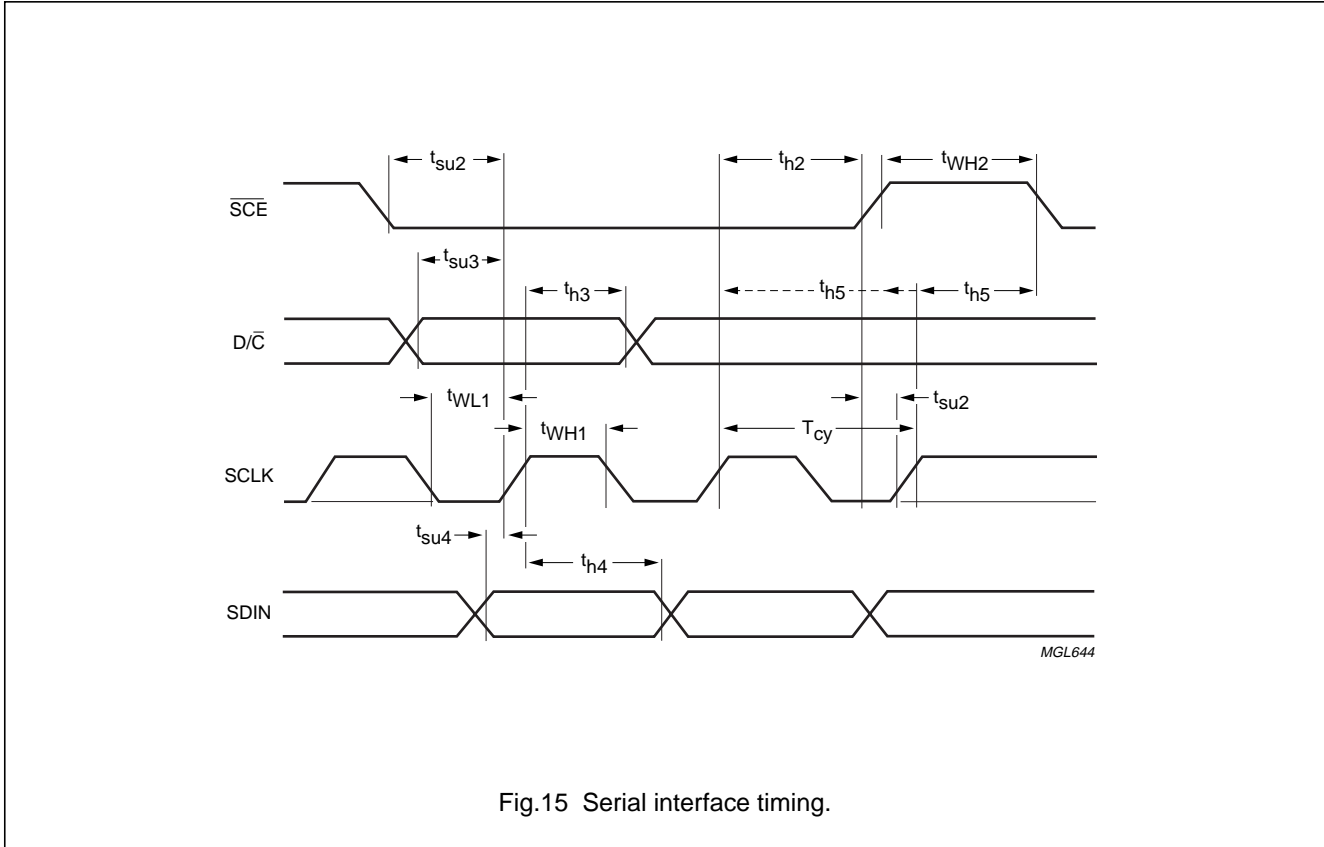 tsu2 th2 tWH2
SCE
tsu3
th3 th5 th5
D/C
tWL1 tsu2
tWH1 Tcy
SCLK
tsu4
th4
SDIN
MGL644
Fig.15 Serial interface timing.